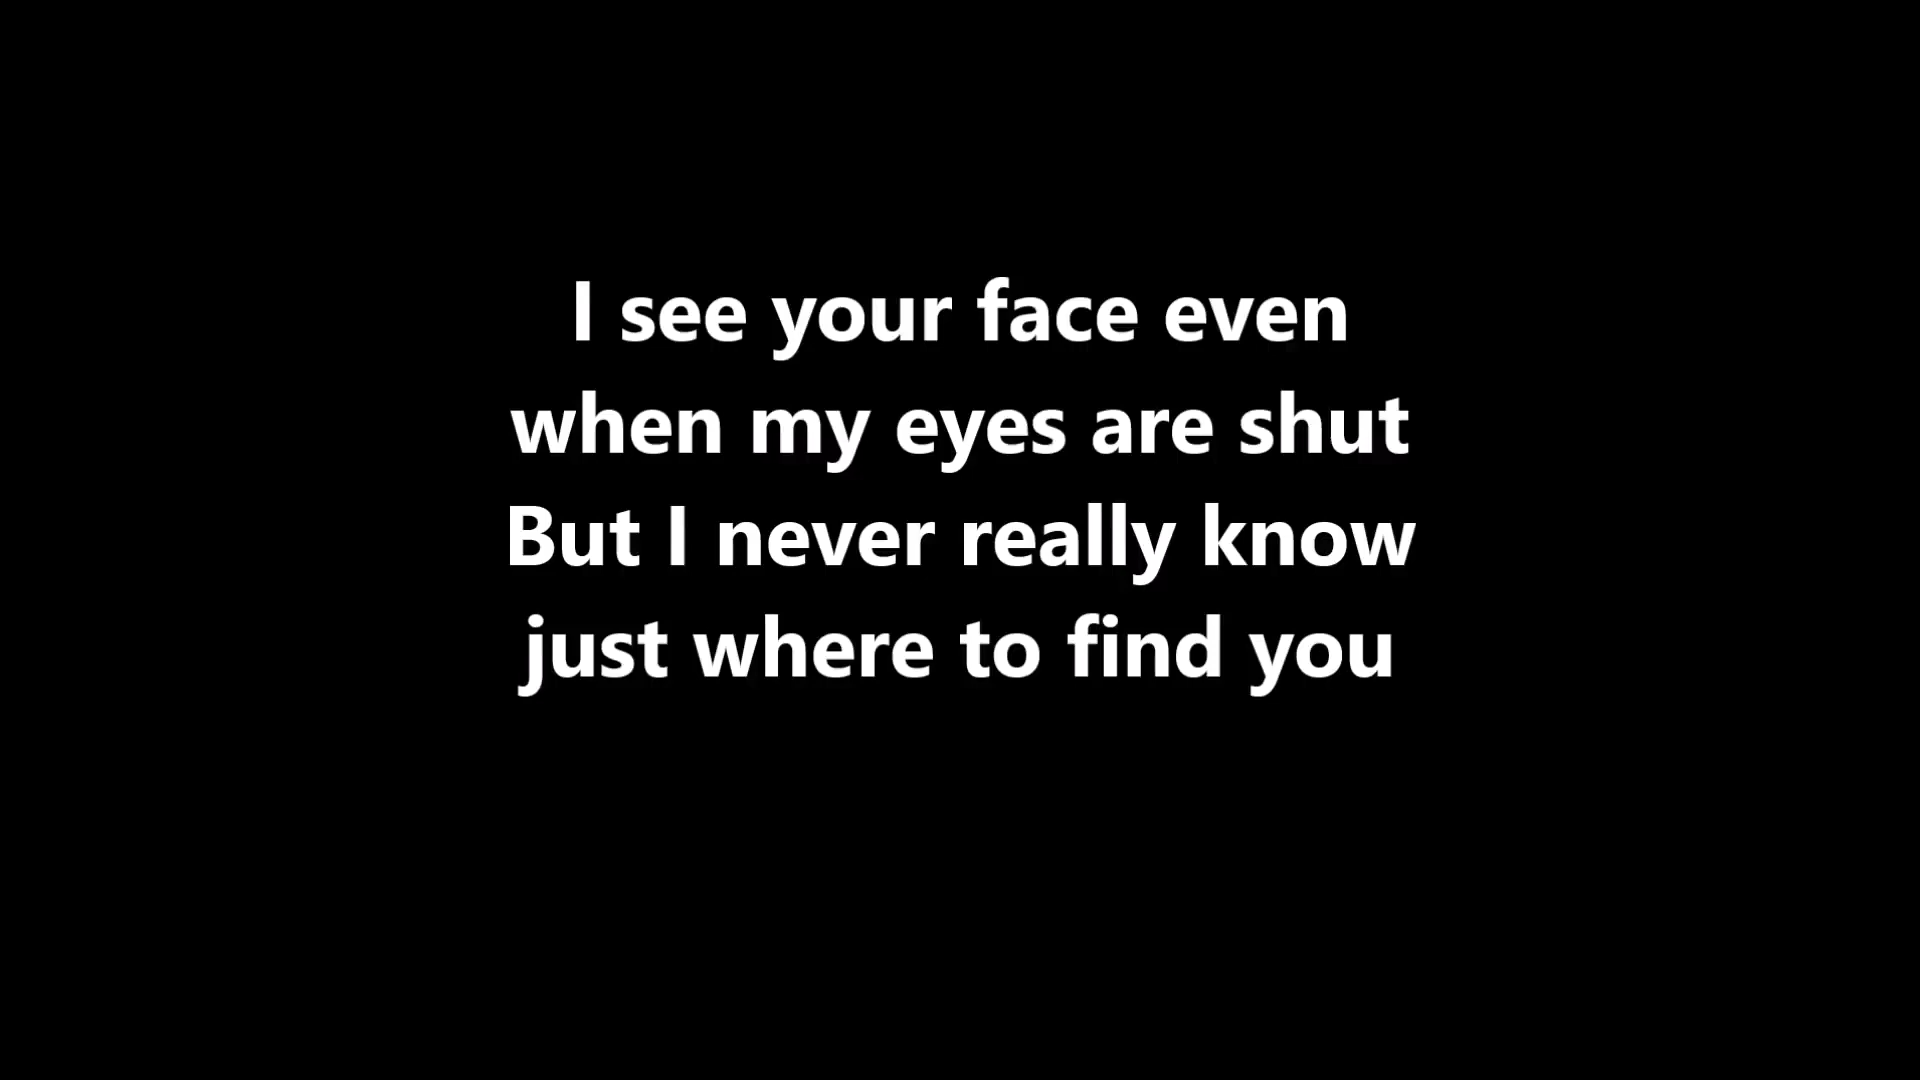 I see your face even
when my eyes are shut
But I never really know
just where to find you